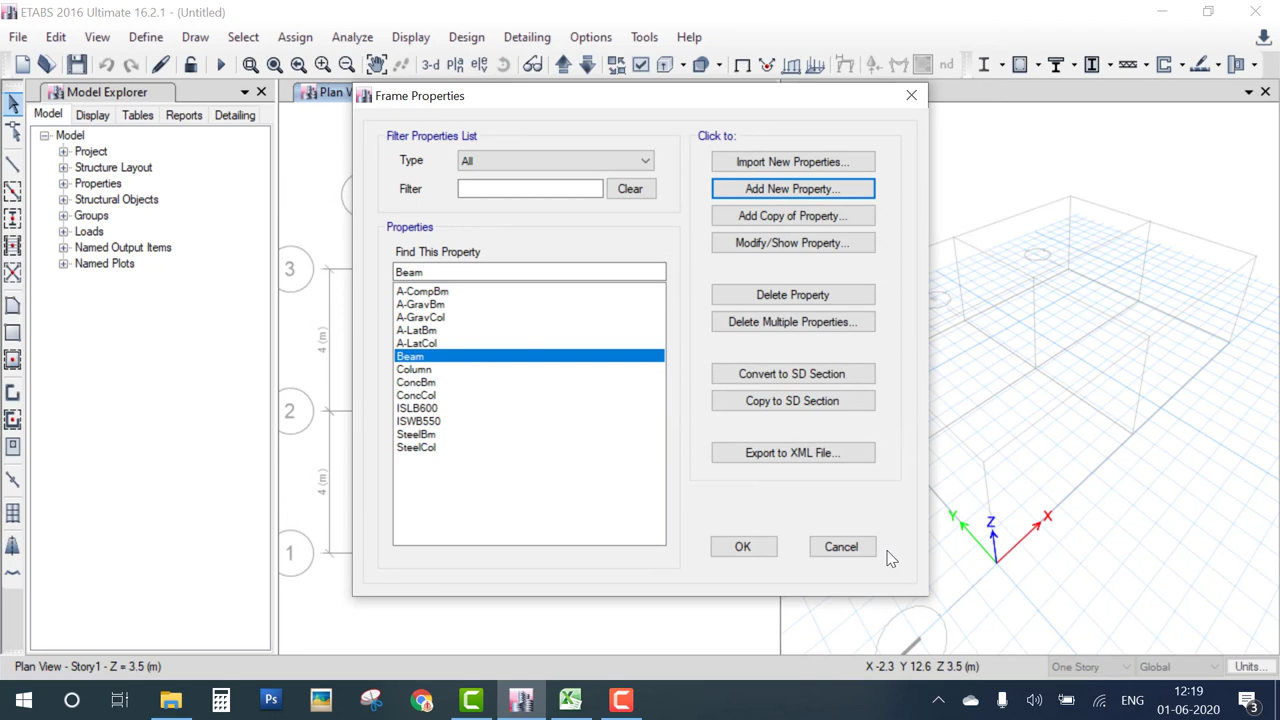 ETABS 2016 Ultimate 16.2.1 - (Untitled)
File Edit View Define Draw Select Assign Analyze Display Design Detailing Options Tools Help
3-d pla ele nd
Model Explorer
Plan V
Model Display Tables Reports Detailing
Model
Project
Structure Layout
Properties
Structural Objects
Groups
Loads
Named Output Items
Named Plots
3
4 (m)
2
4 (m)
1
Frame Properties
Filter Properties List
Type All
Filter Clear
Properties
Find This Property
Beam
A-CompBm
A-GravBm
A-GravCol
A-LatBm
A-LatCol
Beam
Column
ConcBm
ConcCol
ISLB600
ISWB550
SteelBm
SteelCol
Click to:
Import New Properties...
Add New Property...
Add Copy of Property...
Modify/Show Property...
Delete Property
Delete Multiple Properties...
Convert to SD Section
Copy to SD Section
Export to XML File...
OK Cancel
Y Z X
Plan View - Story1 - Z = 3.5 (m) X -2.3 Y 12.6 Z 3.5 (m) One Story Global Units...
Ps ENG 12:19
01-06-2020 3